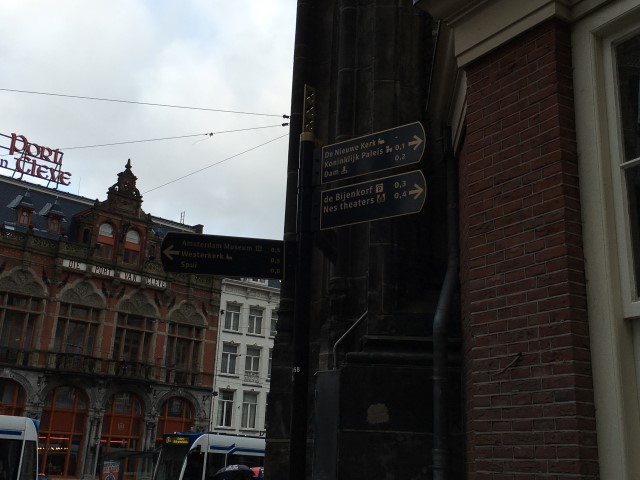 Port
van Cleve
DIE PORT VAN CLEVE
De Nieuwe Kerk 0,1
Koninklijk Paleis 0,2
Dam
de Bijenkorf P 0,3
Nes theaters 0,4
Amsterdam Museum
Westerkerk
Spui